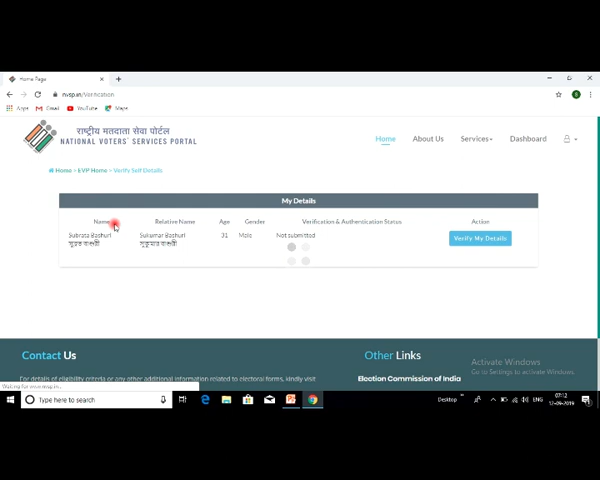 Home Page
nvsp.in/Verification
Apps Gmail YouTube Maps
राष्ट्रीय मतदाता सेवा पोर्टल
NATIONAL VOTERS' SERVICES PORTAL
Home About Us Services Dashboard
Home > EVP Home > Verify Self Details
My Details
Name Relative Name Age Gender Verification & Authentication Status Action
Subrata Bashuri Sukumar Bashuri 31 Male Not submitted Verify My Details
Contact Us Other Links
Activate Windows
Go to Settings to activate Windows.
For details of eligibility criteria or any other additional information related to electoral forms, kindly visit
Election Commission of India
Type here to search
Desktop ENG 07:12
12-09-2019